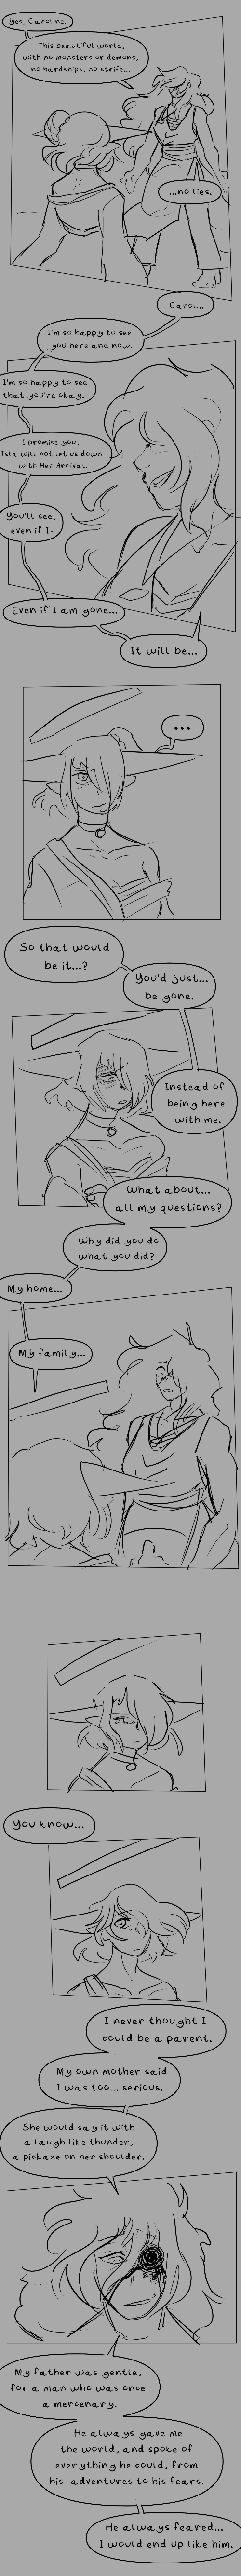 Yes, Caroline.
This beautiful world,
with no monsters or demons,
no hardships, no strife...
...no lies.
Carol...
I'm so happy to see
you here and now.
I'm so happy to see
that you're okay.
I promise you,
Isla will not let us down
with Her Arrival.
You'll see,
even if I-
Even if I am gone...
It will be...
...
So that would
be it...?
You'd just...
be gone.
Instead of
being here
with me.
What about...
all my questions?
Why did you do
what you did?
My home...
My family...
You know...
I never thought I
could be a parent.
My own mother said
I was too... serious.
She would say it with
a laugh like thunder,
a pickaxe on her shoulder.
My father was gentle,
for a man who was once
a mercenary.
He always gave me
the world, and spoke of
everything he could, from
his adventures to his fears.
He always feared...
I would end up like him.